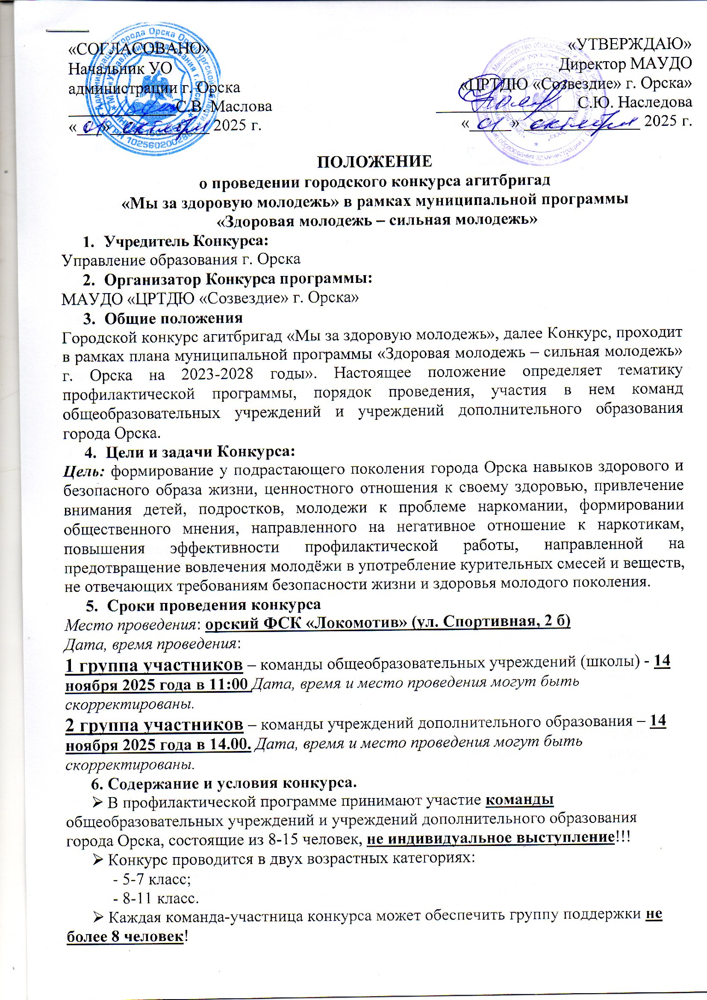 «СОГЛАСОВАНО»
Начальник УО
администрации г. Орска
С.В. Маслова
«01» октября 2025 г.
«УТВЕРЖДАЮ»
Директор МАУДО
«ЦРТДЮ «Созвездие» г. Орска»
С.Ю. Наследова
«01» октября 2025 г.
ПОЛОЖЕНИЕ
о проведении городского конкурса агитбригад
«Мы за здоровую молодежь» в рамках муниципальной программы
«Здоровая молодежь – сильная молодежь»
1. Учредитель Конкурса:
Управление образования г. Орска
2. Организатор Конкурса программы:
МАУДО «ЦРТДЮ «Созвездие» г. Орска»
3. Общие положения
Городской конкурс агитбригад «Мы за здоровую молодежь», далее Конкурс, проходит
в рамках плана муниципальной программы «Здоровая молодежь – сильная молодежь»
г. Орска на 2023-2028 годы». Настоящее положение определяет тематику
профилактической программы, порядок проведения, участия в нем команд
общеобразовательных учреждений и учреждений дополнительного образования
города Орска.
4. Цели и задачи Конкурса:
Цель: формирование у подрастающего поколения города Орска навыков здорового и
безопасного образа жизни, ценностного отношения к своему здоровью, привлечение
внимания детей, подростков, молодежи к проблеме наркомании, формировании
общественного мнения, направленного на негативное отношение к наркотикам,
повышения эффективности профилактической работы, направленной на
предотвращение вовлечения молодёжи в употребление курительных смесей и веществ,
не отвечающих требованиям безопасности жизни и здоровья молодого поколения.
5. Сроки проведения конкурса
Место проведения: орский ФСК «Локомотив» (ул. Спортивная, 2 б)
Дата, время проведения:
1 группа участников – команды общеобразовательных учреждений (школы) - 14
ноября 2025 года в 11:00 Дата, время и место проведения могут быть
скорректированы.
2 группа участников – команды учреждений дополнительного образования – 14
ноября 2025 года в 14.00. Дата, время и место проведения могут быть
скорректированы.
6. Содержание и условия конкурса.
➢ В профилактической программе принимают участие команды
общеобразовательных учреждений и учреждений дополнительного образования
города Орска, состоящие из 8-15 человек, не индивидуальное выступление!!!
➢ Конкурс проводится в двух возрастных категориях:
- 5-7 класс;
- 8-11 класс.
➢ Каждая команда-участница конкурса может обеспечить группу поддержки не
более 8 человек!